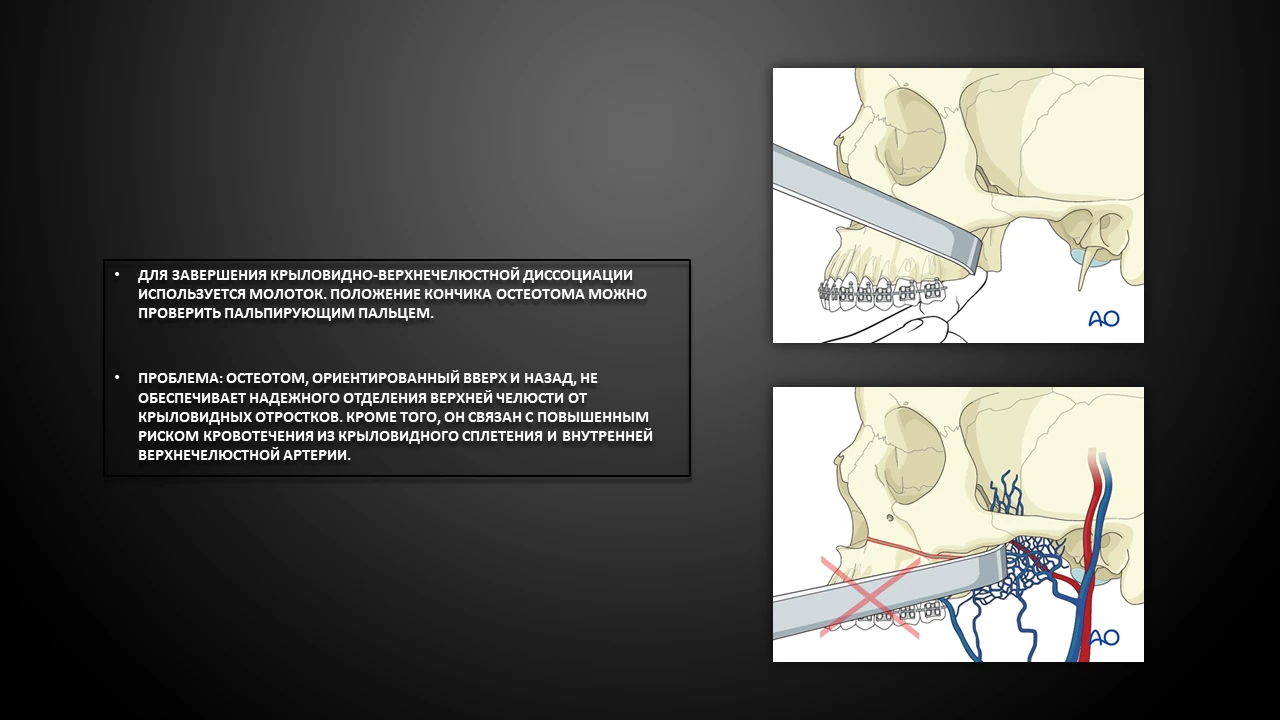 • ДЛЯ ЗАВЕРШЕНИЯ КРЫЛОВИДНО-ВЕРХНЕЧЕЛЮСТНОЙ ДИССОЦИАЦИИ
ИСПОЛЬЗУЕТСЯ МОЛОТОК. ПОЛОЖЕНИЕ КОНЧИКА ОСТЕОТОМА МОЖНО
ПРОВЕРИТЬ ПАЛЬПИРУЮЩИМ ПАЛЬЦЕМ.
• ПРОБЛЕМА: ОСТЕОТОМ, ОРИЕНТИРОВАННЫЙ ВВЕРХ И НАЗАД, НЕ
ОБЕСПЕЧИВАЕТ НАДЕЖНОГО ОТДЕЛЕНИЯ ВЕРХНЕЙ ЧЕЛЮСТИ ОТ
КРЫЛОВИДНЫХ ОТРОСТКОВ. КРОМЕ ТОГО, ОН СВЯЗАН С ПОВЫШЕННЫМ
РИСКОМ КРОВОТЕЧЕНИЯ ИЗ КРЫЛОВИДНОГО СПЛЕТЕНИЯ И ВНУТРЕННЕЙ
ВЕРХНЕЧЕЛЮСТНОЙ АРТЕРИИ.
AO
AO